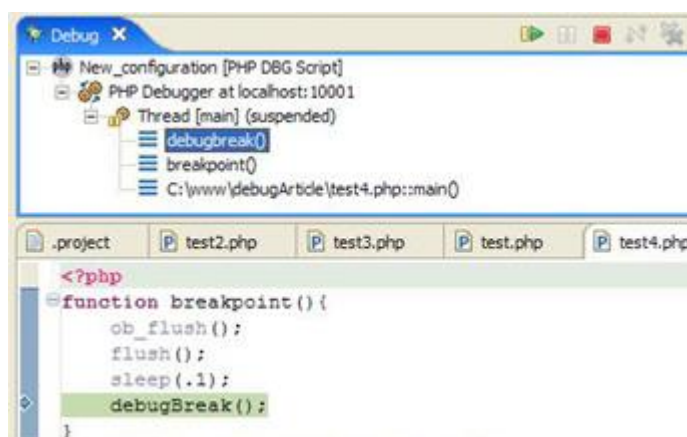 Debug
New_configuration [PHP DBG Script]
PHP Debugger at localhost:10001
Thread [main] (suspended)
debugbreak()
breakpoint()
C:\www\debugArticle\test4.php::main()
.project test2.php test3.php test.php test4.php
<?php
function breakpoint(){
ob_flush();
flush();
sleep(.1);
debugBreak();
}